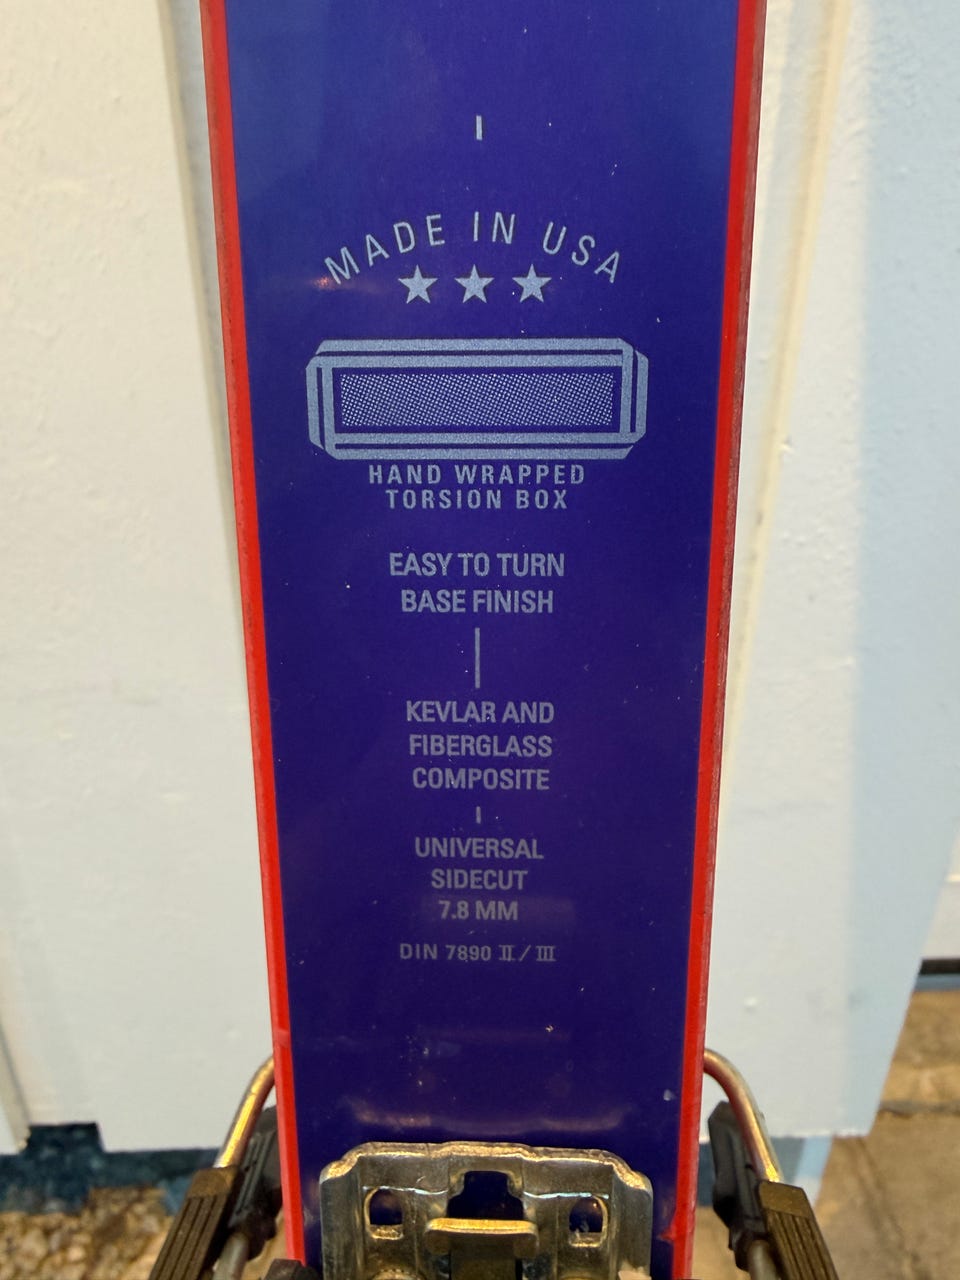 MADE IN USA
HAND WRAPPED
TORSION BOX
EASY TO TURN
BASE FINISH
KEVLAR AND
FIBERGLASS
COMPOSITE
UNIVERSAL
SIDECUT
7.8 MM
DIN 7890 II / III